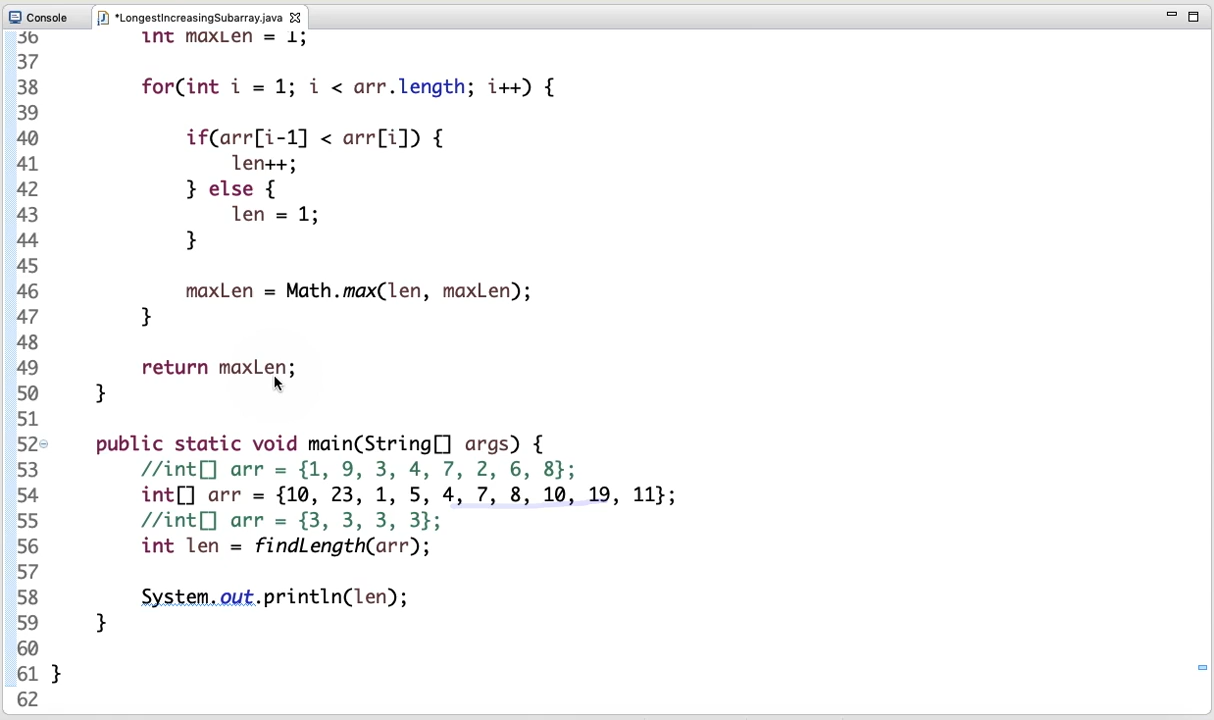 Console *LongestIncreasingSubarray.java
36 int maxLen = 1;
37
38 for(int i = 1; i < arr.length; i++) {
39
40 if(arr[i-1] < arr[i]) {
41 len++;
42 } else {
43 len = 1;
44 }
45
46 maxLen = Math.max(len, maxLen);
47 }
48
49 return maxLen;
50 }
51
52 public static void main(String[] args) {
53 //int[] arr = {1, 9, 3, 4, 7, 2, 6, 8};
54 int[] arr = {10, 23, 1, 5, 4, 7, 8, 10, 19, 11};
55 //int[] arr = {3, 3, 3, 3};
56 int len = findLength(arr);
57
58 System.out.println(len);
59 }
60
61 }
62